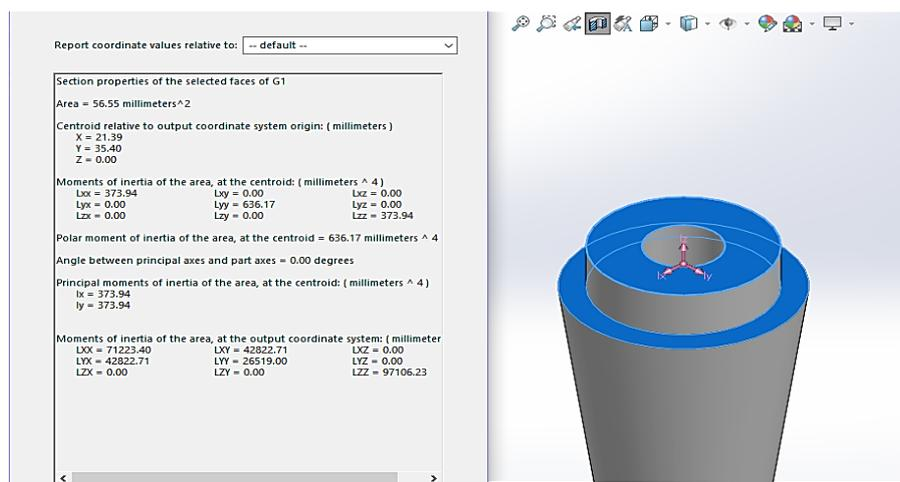 Report coordinate values relative to: -- default --
Section properties of the selected faces of G1
Area = 56.55 millimeters^2
Centroid relative to output coordinate system origin: ( millimeters )
X = 21.39
Y = 35.40
Z = 0.00
Moments of inertia of the area, at the centroid: ( millimeters ^ 4 )
Lxx = 373.94 Lxy = 0.00 Lxz = 0.00
Lyx = 0.00 Lyy = 636.17 Lyz = 0.00
Lzx = 0.00 Lzy = 0.00 Lzz = 373.94
Polar moment of inertia of the area, at the centroid = 636.17 millimeters ^ 4
Angle between principal axes and part axes = 0.00 degrees
Principal moments of inertia of the area, at the centroid: ( millimeters ^ 4 )
Ix = 373.94
Iy = 373.94
Moments of inertia of the area, at the output coordinate system: ( millimeter
LXX = 71223.40 LXY = 42822.71 LXZ = 0.00
LYX = 42822.71 LYY = 26519.00 LYZ = 0.00
LZX = 0.00 LZY = 0.00 LZZ = 97106.23
Iz
Ix Iy